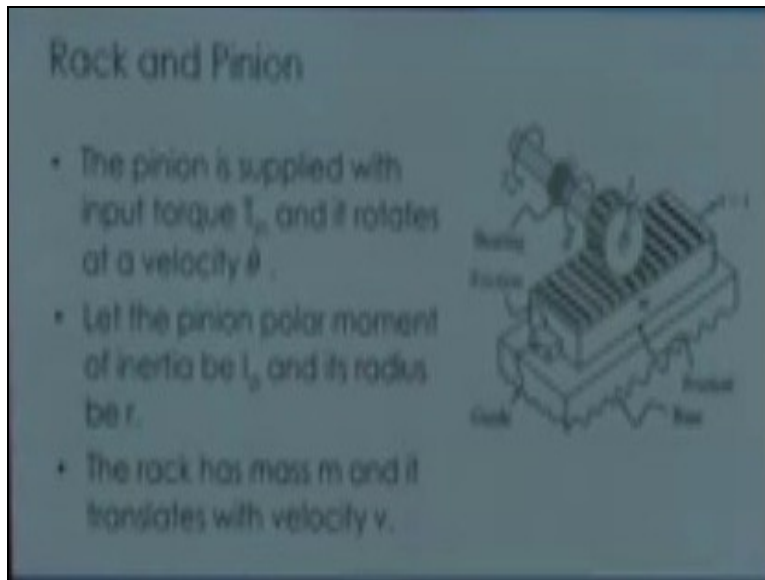 Rack and Pinion
• The pinion is supplied with
input torque T, and it rotates
at a velocity θ̇ .
• Let the pinion polar moment
of inertia be Iₚ and its radius
be r.
• The rack has mass m and it
translates with velocity v.
Bearing
Friction
Friction
Guide
Base